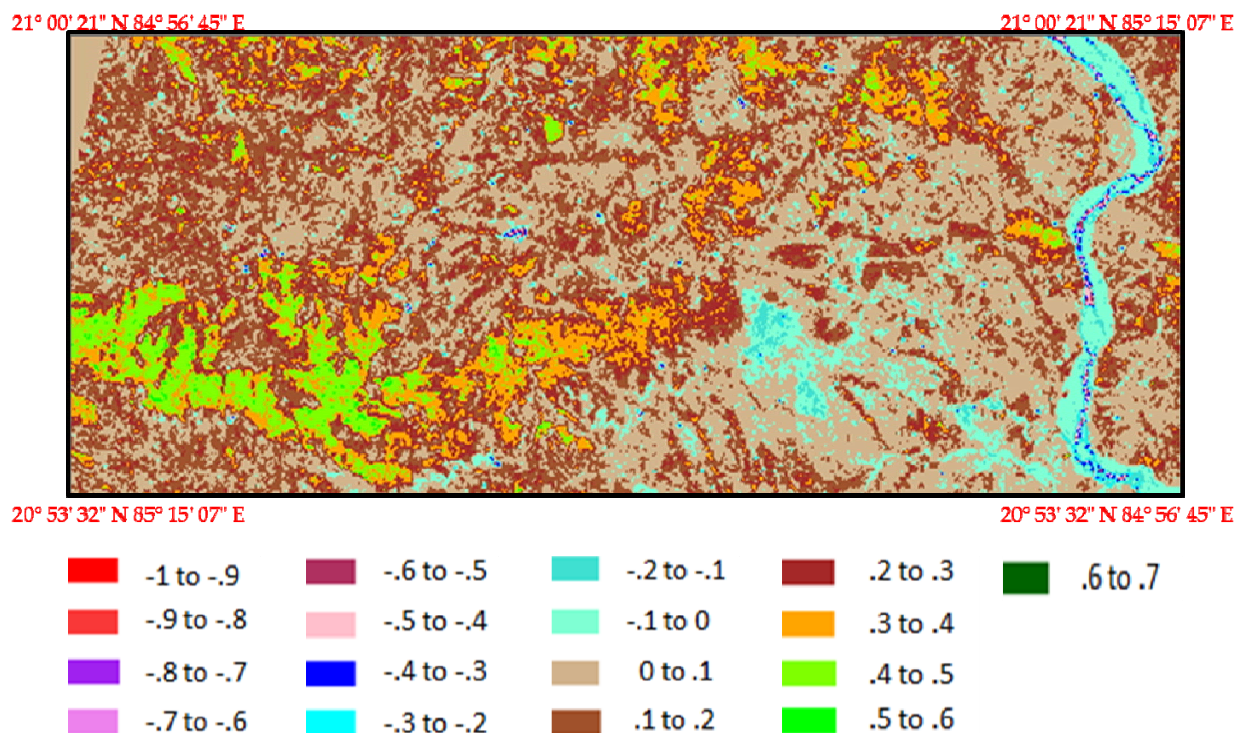 21° 00' 21" N 84° 56' 45" E 21° 00' 21" N 85° 15' 07" E
20° 53' 32" N 85° 15' 07" E 20° 53' 32" N 84° 56' 45" E
-1 to -.9 -.6 to -.5 -.2 to -.1 .2 to .3 .6 to .7
-.9 to -.8 -.5 to -.4 -.1 to 0 .3 to .4
-.8 to -.7 -.4 to -.3 0 to .1 .4 to .5
-.7 to -.6 -.3 to -.2 .1 to .2 .5 to .6